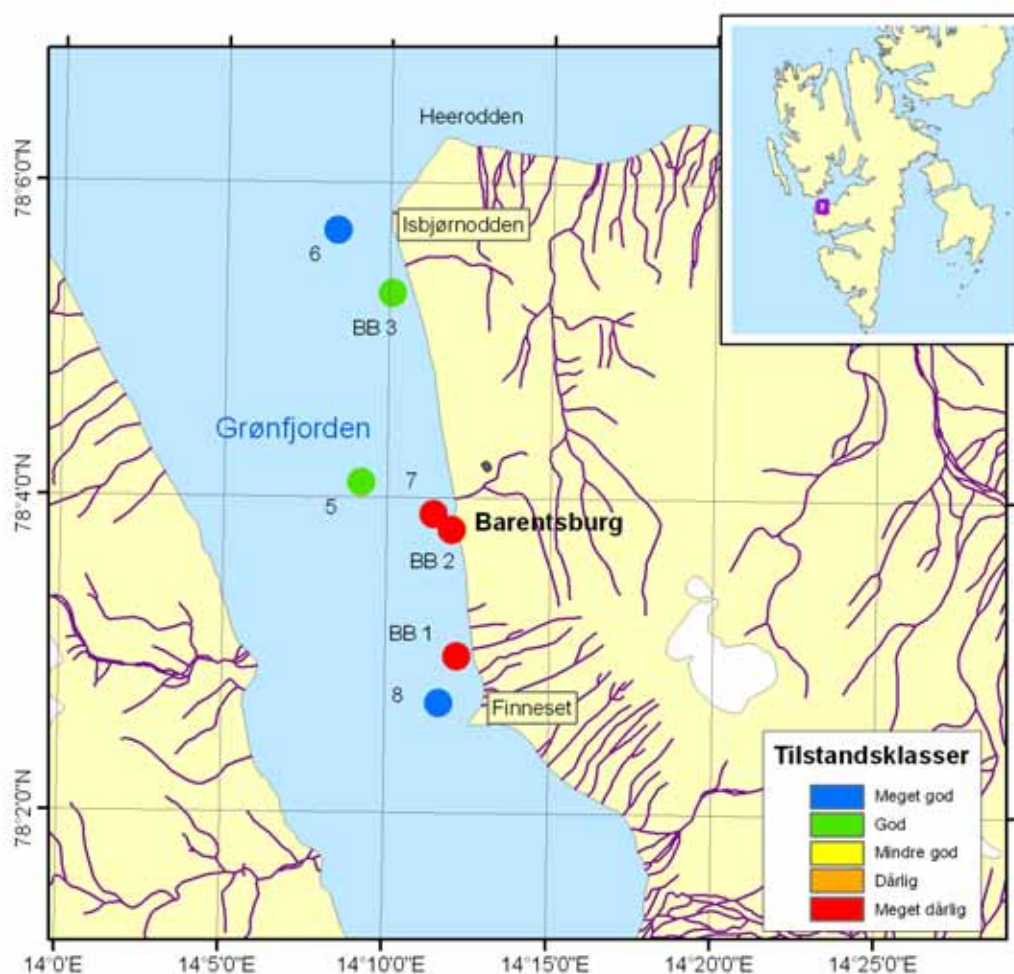 Heerodden
78°6'0"N
Isbjørnodden
6
BB 3
Grønfjorden
7
5
78°4'0"N
Barentsburg
BB 2
BB 1
8
Finneset
Tilstandsklasser
Meget god
God
Mindre god
Dårlig
Meget dårlig
78°2'0"N
14°0'E
14°5'0"E
14°10'0"E
14°15'0"E
14°20'0"E
14°25'0"E